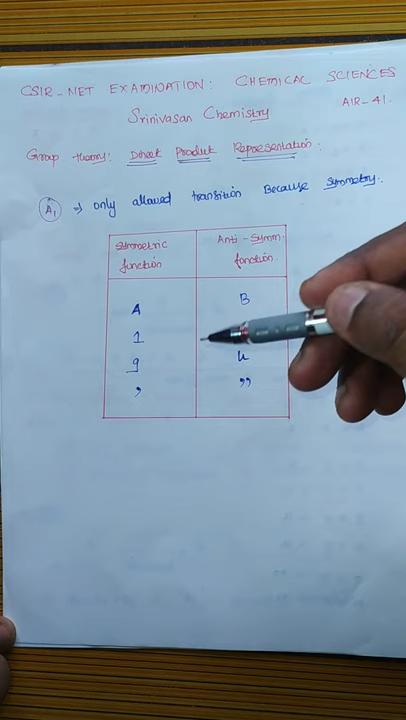 CSIR-NET EXAMINATION: CHEMICAL SCIENCES
Srinivasan Chemistry AIR-41.
Group theory: Direct Product Representation:
A1 ⇒ only allowed transition Because symmetry.
Symmetric function Anti-Symm. function.
A B
1
g u
' ''